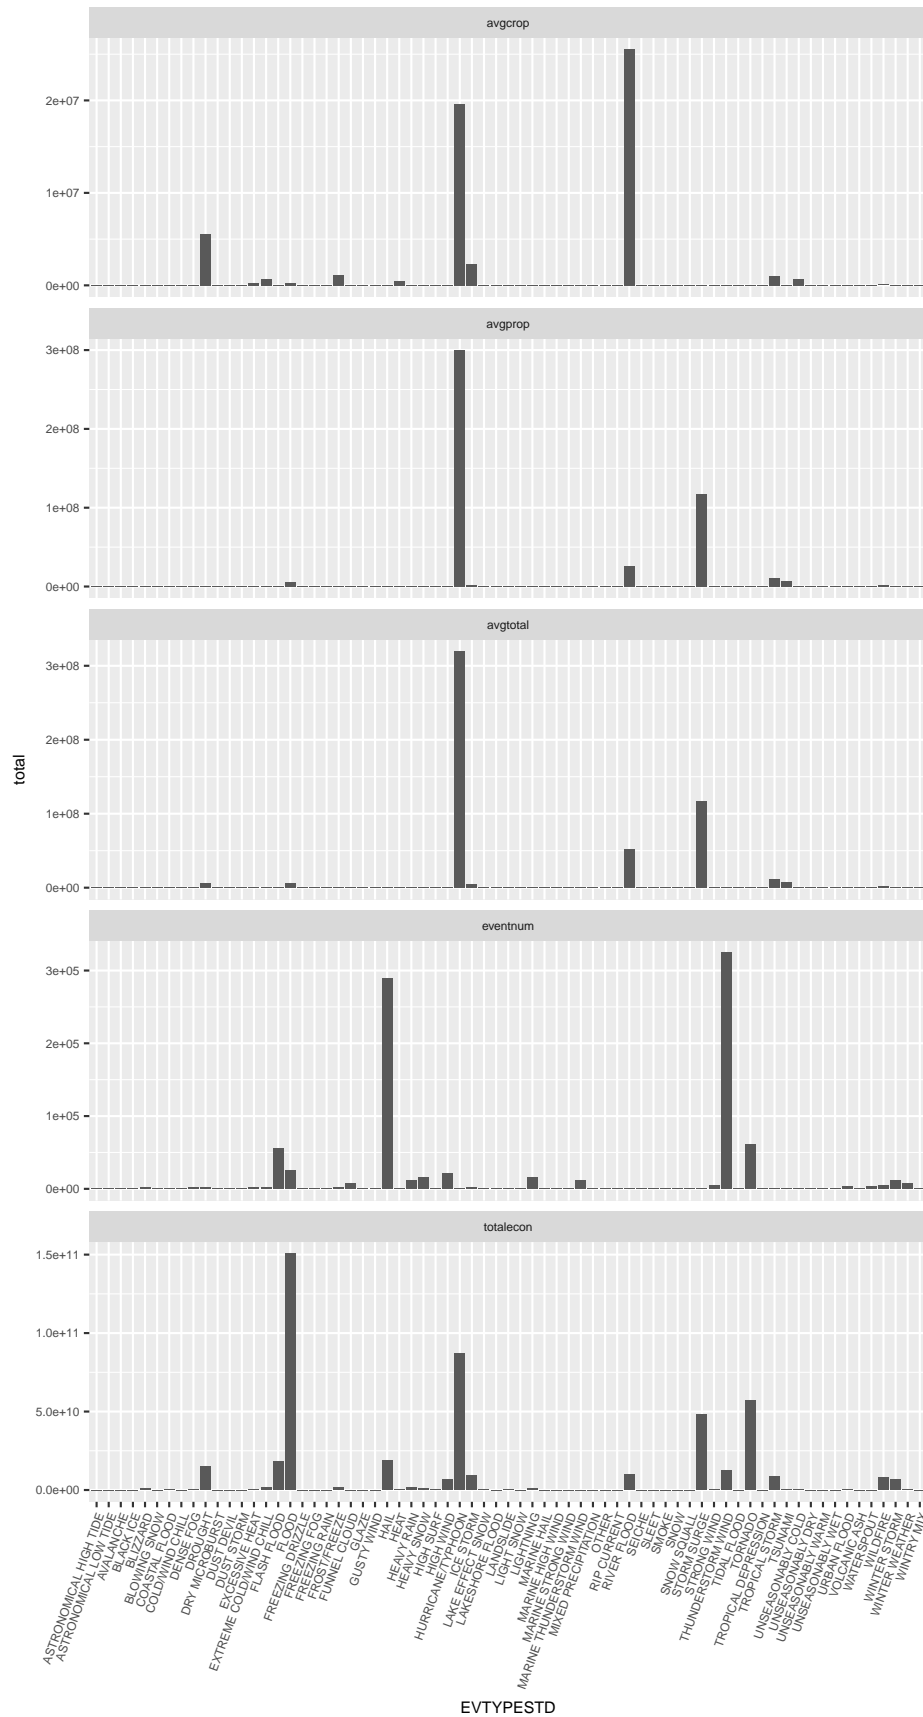 avgcrop
2e+07
1e+07
0e+00
avgprop
3e+08
2e+08
1e+08
0e+00
avgtotal
3e+08
2e+08
1e+08
0e+00
eventnum
3e+05
2e+05
1e+05
0e+00
totalecon
1.5e+11
1.0e+11
5.0e+10
0.0e+00
total
ASTRONOMICAL HIGH TIDE
ASTRONOMICAL LOW TIDE
AVALANCHE
BLACK ICE
BLIZZARD
BLOWING SNOW
COASTAL FLOOD
COLD/WIND CHILL
DENSE FOG
DROUGHT
DRY MICROBURST
DUST DEVIL
DUST STORM
EXCESSIVE HEAT
EXTREME COLD/WIND CHILL
FLASH FLOOD
FLOOD
FREEZING DRIZZLE
FREEZING FOG
FREEZING RAIN
FROST/FREEZE
FUNNEL CLOUD
GLAZE
GUSTY WIND
HAIL
HEAT
HEAVY RAIN
HEAVY SNOW
HIGH SURF
HIGH WIND
HURRICANE/TYPHOON
ICE STORM
LAKE EFFECT SNOW
LAKESHORE FLOOD
LANDSLIDE
LIGHT SNOW
LIGHTNING
MARINE HAIL
MARINE HIGH WIND
MARINE STRONG WIND
MARINE THUNDERSTORM WIND
MIXED PRECIPITATION
OTHER
RIP CURRENT
RIVER FLOOD
SEICHE
SLEET
SMOKE
SNOW
SNOW SQUALL
STORM SURGE
STRONG WIND
THUNDERSTORM WIND
TIDAL FLOOD
TORNADO
TROPICAL DEPRESSION
TROPICAL STORM
TSUNAMI
UNSEASONABLY COLD
UNSEASONABLY DRY
UNSEASONABLY WARM
UNSEASONABLY WET
URBAN FLOOD
VOLCANIC ASH
WATERSPOUT
WILDFIRE
WINTER STORM
WINTER WEATHER
WINTRY MIX
EVTYPESTD